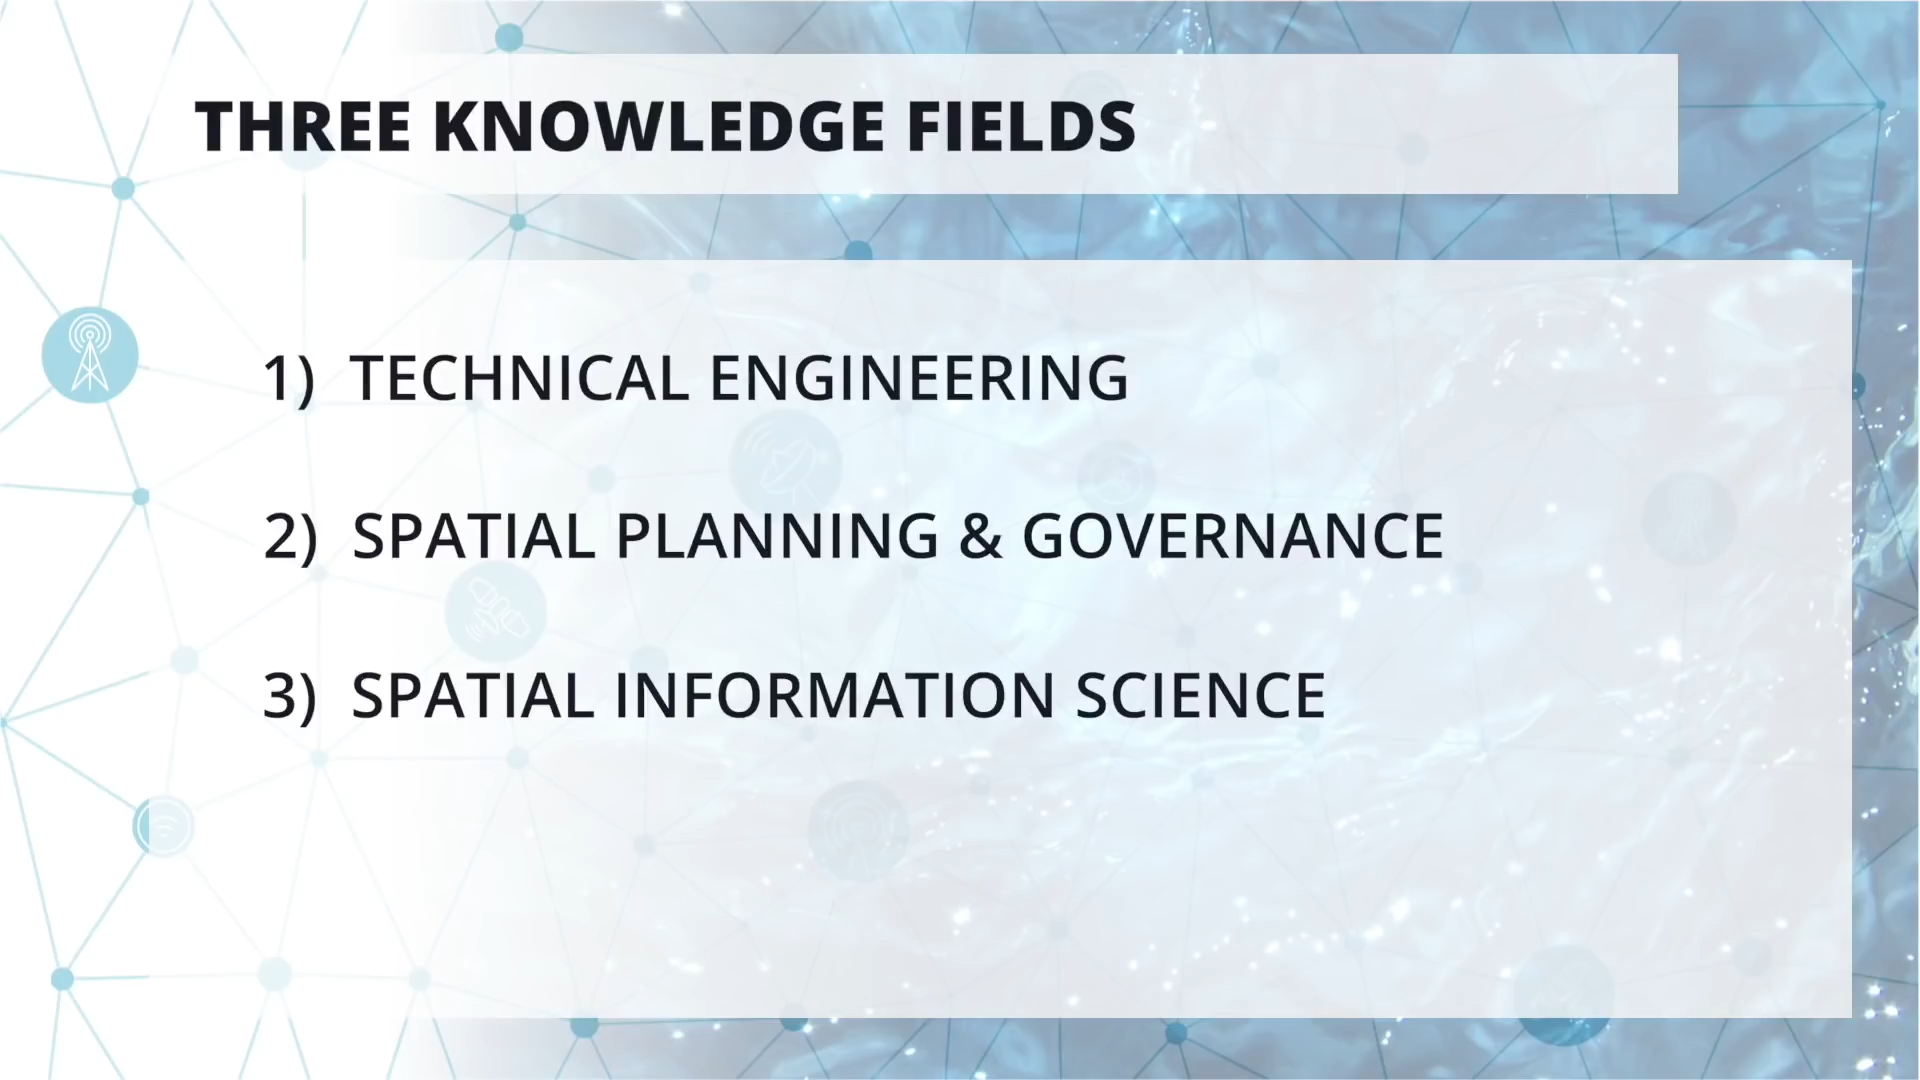 THREE KNOWLEDGE FIELDS
1) TECHNICAL ENGINEERING
2) SPATIAL PLANNING & GOVERNANCE
3) SPATIAL INFORMATION SCIENCE